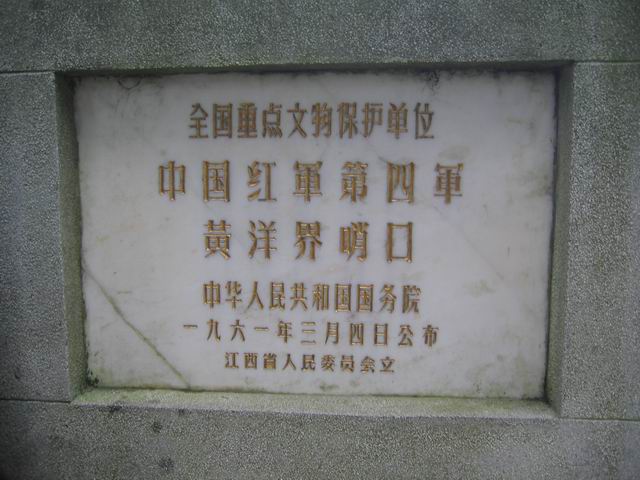 全国重点文物保护单位
中国红軍第四軍
黄洋界哨口
中华人民共和国国务院
一九六一年三月四日公布
江西省人民委员会立